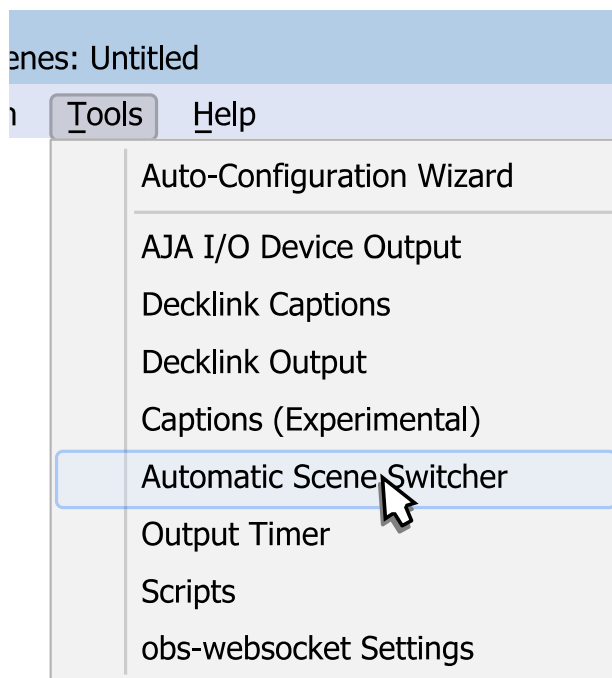 enes: Untitled
Tools Help
Auto-Configuration Wizard
AJA I/O Device Output
Decklink Captions
Decklink Output
Captions (Experimental)
Automatic Scene Switcher
Output Timer
Scripts
obs-websocket Settings